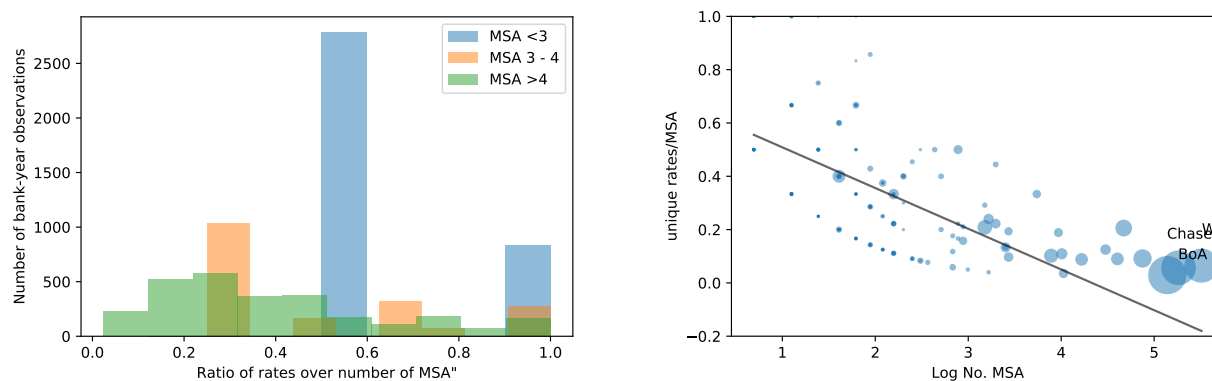 MSA <3
MSA 3 - 4
MSA >4
2500
2000
1500
1000
500
0
Number of bank-year observations
0.0 0.2 0.4 0.6 0.8 1.0
Ratio of rates over number of MSA"
1.0
0.8
0.6
0.4
0.2
0.0
−0.2
unique rates/MSA
Chase W
BoA
1 2 3 4 5
Log No. MSA